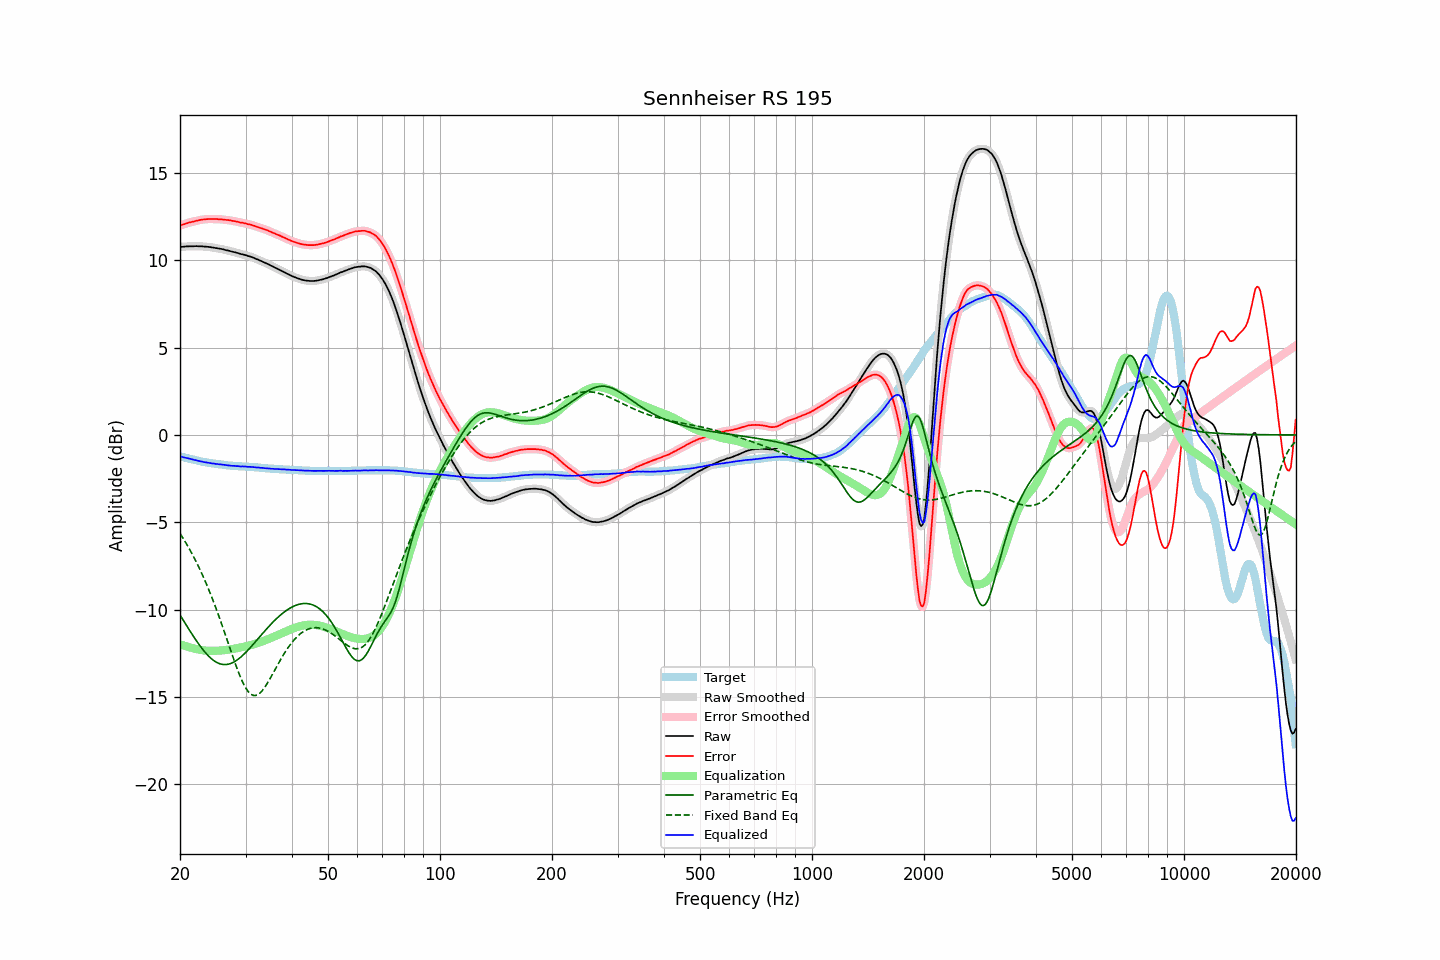 Sennheiser RS 195
Amplitude (dBr)
15
10
5
0
−5
−10
−15
−20
Target
Raw Smoothed
Error Smoothed
Raw
Error
Equalization
Parametric Eq
Fixed Band Eq
Equalized
20 50 100 200 500 1000 2000 5000 10000 20000
Frequency (Hz)